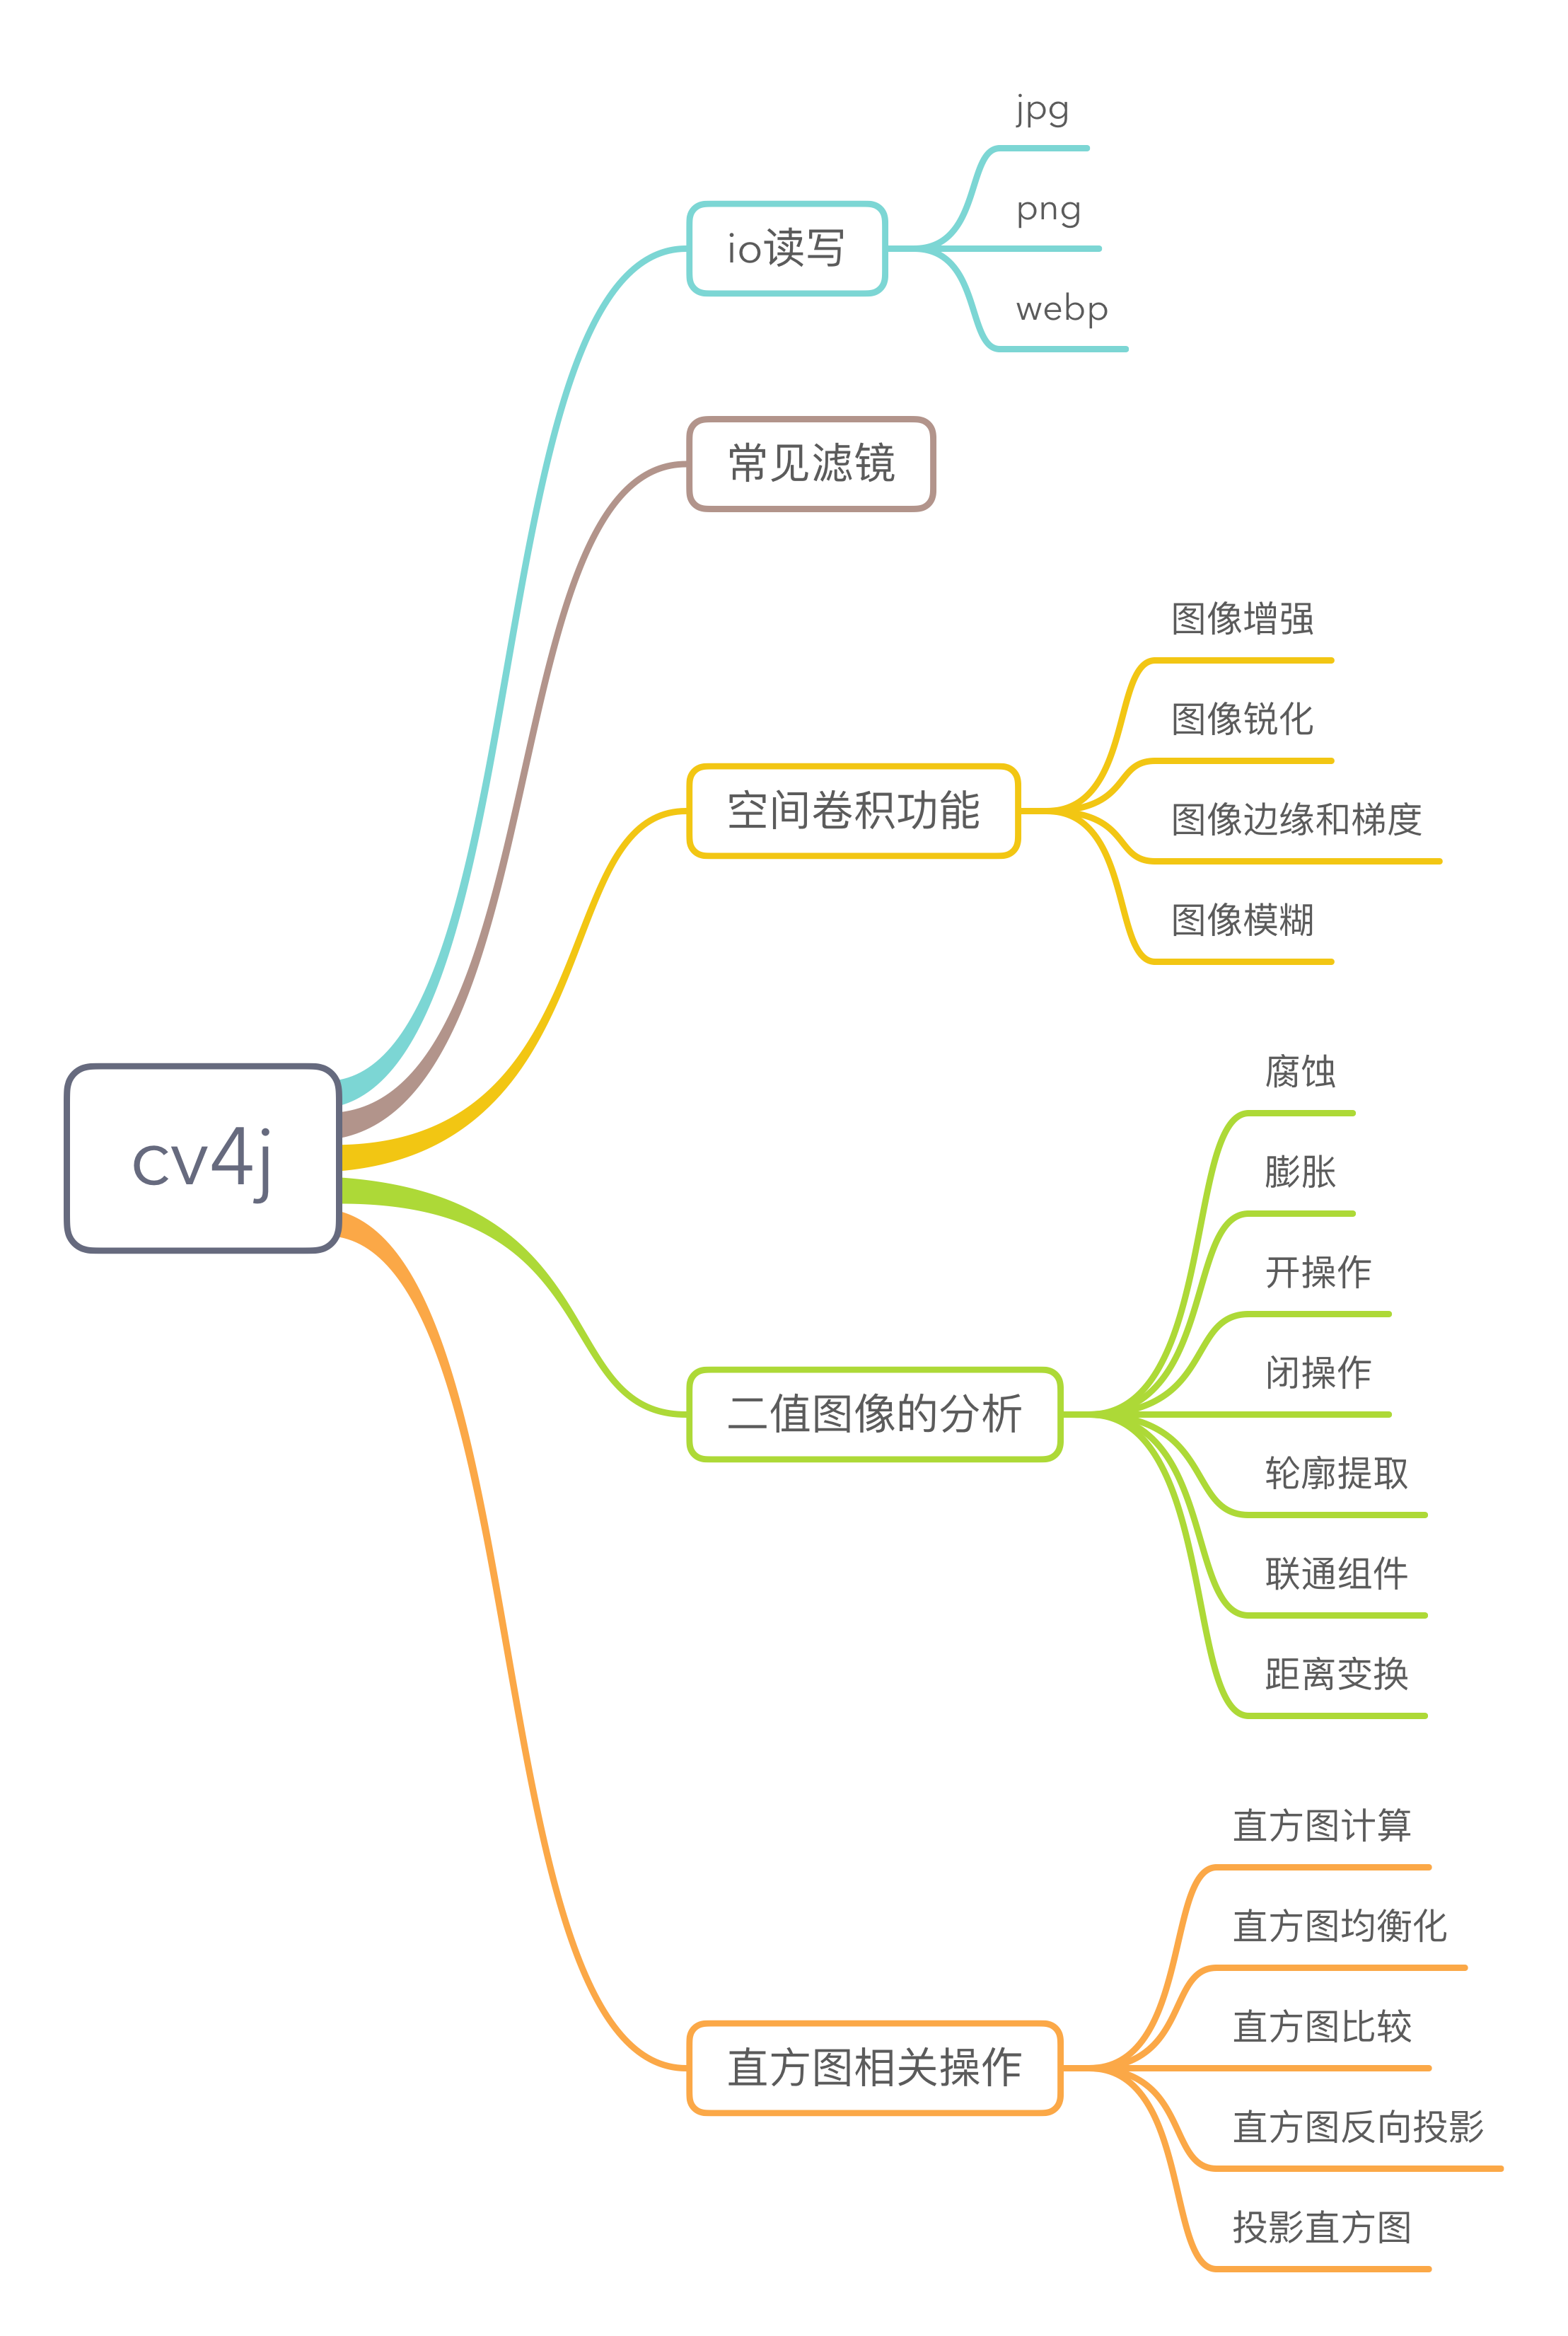 cv4j
io读写
jpg
png
webp
常见滤镜
空间卷积功能
图像增强
图像锐化
图像边缘和梯度
图像模糊
二值图像的分析
腐蚀
膨胀
开操作
闭操作
轮廓提取
联通组件
距离变换
直方图相关操作
直方图计算
直方图均衡化
直方图比较
直方图反向投影
投影直方图